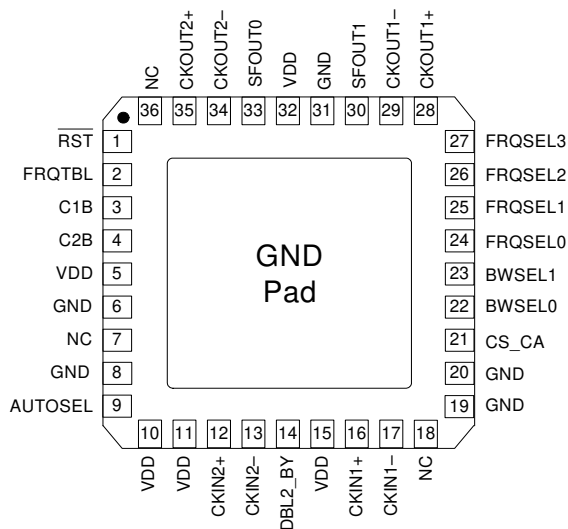 NC
CKOUT2+
CKOUT2–
SFOUT0
VDD
GND
SFOUT1
CKOUT1–
CKOUT1+
36 35 34 33 32 31 30 29 28
RST 1
FRQTBL 2
C1B 3
C2B 4
VDD 5
GND 6
NC 7
GND 8
AUTOSEL 9
GND
Pad
27 FRQSEL3
26 FRQSEL2
25 FRQSEL1
24 FRQSEL0
23 BWSEL1
22 BWSEL0
21 CS_CA
20 GND
19 GND
10 11 12 13 14 15 16 17 18
VDD
VDD
CKIN2+
CKIN2–
DBL2_BY
VDD
CKIN1+
CKIN1–
NC